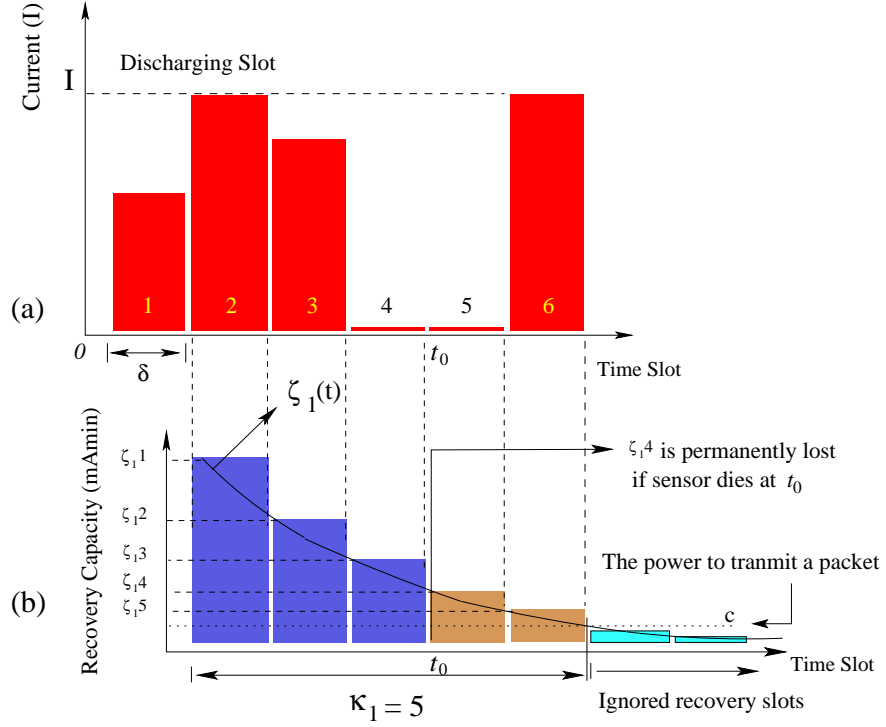 Current (I)
I
Discharging Slot
(a)
1
2
3
4
5
6
0
δ
t₀
Time Slot
ζ₁(t)
Recovery Capacity (mAmin)
ζ₁1
ζ₁2
ζ₁3
ζ₁4
ζ₁5
ζ₁4 is permanently lost
if sensor dies at t₀
The power to tranmit a packet
(b)
c
t₀
Time Slot
κ₁ = 5
Ignored recovery slots